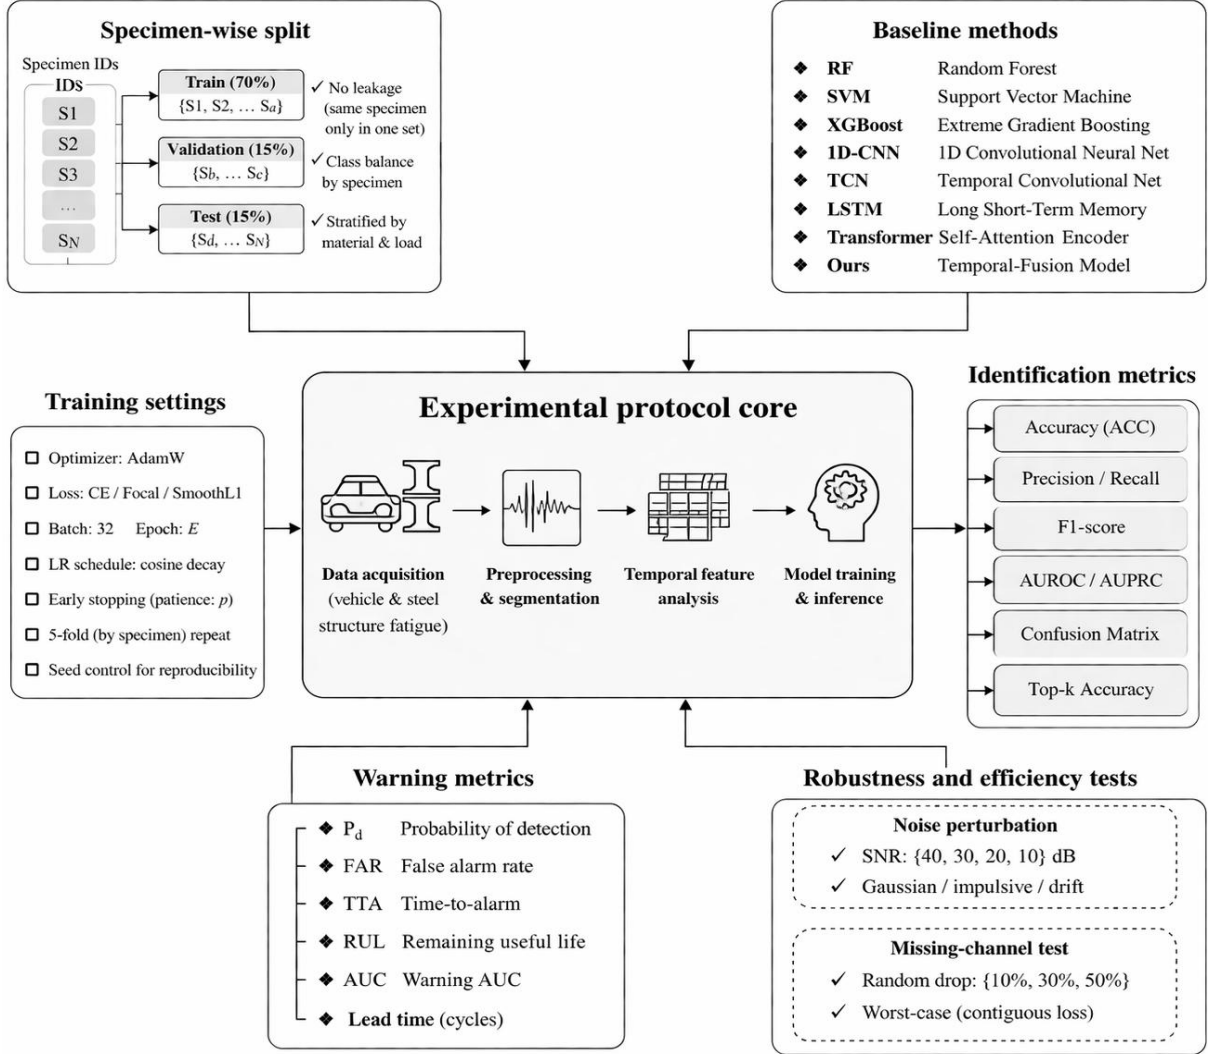 Specimen-wise split
Specimen IDs
IDs
S1
S2
S3
...
SN
Train (70%)
{S1, S2, ... Sa}
Validation (15%)
{Sb, ... Sc}
Test (15%)
{Sd, ... SN}
✓ No leakage
(same specimen
only in one set)
✓ Class balance
by specimen
✓ Stratified by
material & load
Baseline methods
❖ RF Random Forest
❖ SVM Support Vector Machine
❖ XGBoost Extreme Gradient Boosting
❖ 1D-CNN 1D Convolutional Neural Net
❖ TCN Temporal Convolutional Net
❖ LSTM Long Short-Term Memory
❖ Transformer Self-Attention Encoder
❖ Ours Temporal-Fusion Model
Training settings
☐ Optimizer: AdamW
☐ Loss: CE / Focal / SmoothL1
☐ Batch: 32 Epoch: E
☐ LR schedule: cosine decay
☐ Early stopping (patience: p)
☐ 5-fold (by specimen) repeat
☐ Seed control for reproducibility
Experimental protocol core
Data acquisition
(vehicle & steel
structure fatigue)
Preprocessing
& segmentation
Temporal feature
analysis
Model training
& inference
Identification metrics
Accuracy (ACC)
Precision / Recall
F1-score
AUROC / AUPRC
Confusion Matrix
Top-k Accuracy
Warning metrics
❖ Pd Probability of detection
❖ FAR False alarm rate
❖ TTA Time-to-alarm
❖ RUL Remaining useful life
❖ AUC Warning AUC
❖ Lead time (cycles)
Robustness and efficiency tests
Noise perturbation
✓ SNR: {40, 30, 20, 10} dB
✓ Gaussian / impulsive / drift
Missing-channel test
✓ Random drop: {10%, 30%, 50%}
✓ Worst-case (contiguous loss)